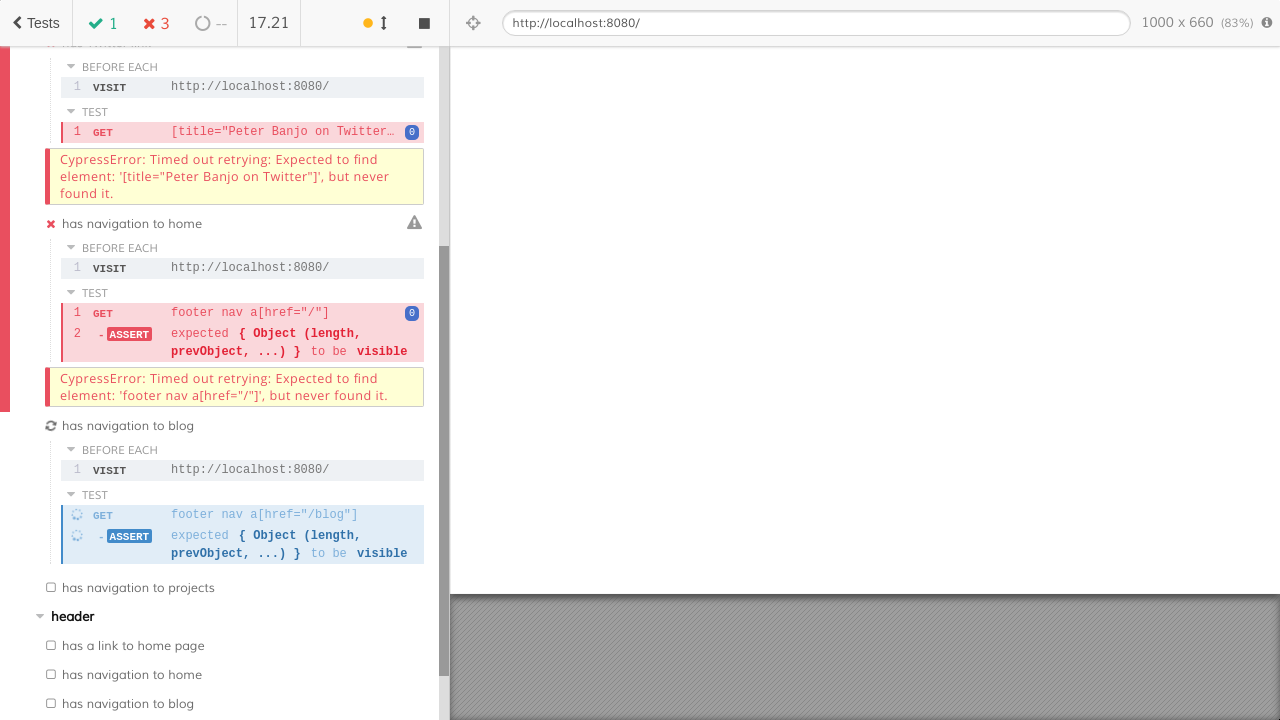 Tests 1 3 -- 17.21 http://localhost:8080/ 1000 x 660 (83%)
BEFORE EACH
1 VISIT http://localhost:8080/
TEST
1 GET [title="Peter Banjo on Twitter… 0
CypressError: Timed out retrying: Expected to find
element: '[title="Peter Banjo on Twitter"]', but never
found it.
has navigation to home
BEFORE EACH
1 VISIT http://localhost:8080/
TEST
1 GET footer nav a[href="/"] 0
2 -ASSERT expected { Object (length,
prevObject, ...) } to be visible
CypressError: Timed out retrying: Expected to find
element: 'footer nav a[href="/"]', but never found it.
has navigation to blog
BEFORE EACH
1 VISIT http://localhost:8080/
TEST
GET footer nav a[href="/blog"]
-ASSERT expected { Object (length,
prevObject, ...) } to be visible
has navigation to projects
header
has a link to home page
has navigation to home
has navigation to blog